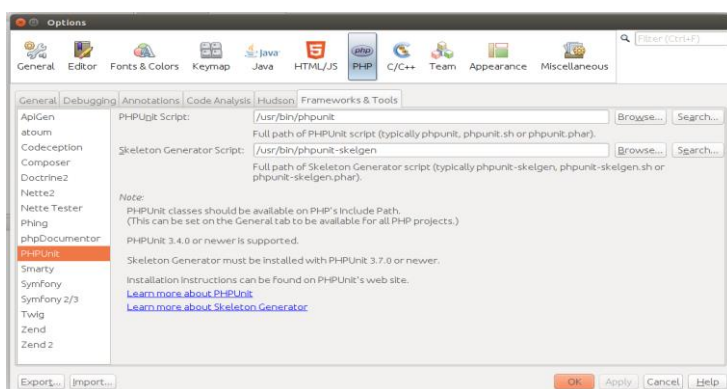 Options
Filter (Ctrl+F)
General Editor Fonts & Colors Keymap Java HTML/JS PHP C/C++ Team Appearance Miscellaneous
General Debugging Annotations Code Analysis Hudson Frameworks & Tools
ApiGen
atoum
Codeception
Composer
Doctrine2
Nette2
Nette Tester
Phing
phpDocumentor
PHPUnit
Smarty
Symfony
Symfony 2/3
Twig
Zend
Zend 2
PHPUnit Script: /usr/bin/phpunit Browse... Search...
Full path of PHPUnit script (typically phpunit, phpunit.sh or phpunit.phar).
Skeleton Generator Script: /usr/bin/phpunit-skelgen Browse... Search...
Full path of Skeleton Generator script (typically phpunit-skelgen, phpunit-skelgen.sh or
phpunit-skelgen.phar).
Note:
PHPUnit classes should be available on PHP's Include Path.
(This can be set on the General tab to be available for all PHP projects.)
PHPUnit 3.4.0 or newer is supported.
Skeleton Generator must be installed with PHPUnit 3.7.0 or newer.
Installation instructions can be found on PHPUnit's web site.
Learn more about PHPUnit
Learn more about Skeleton Generator
Export... Import... OK Apply Cancel Help